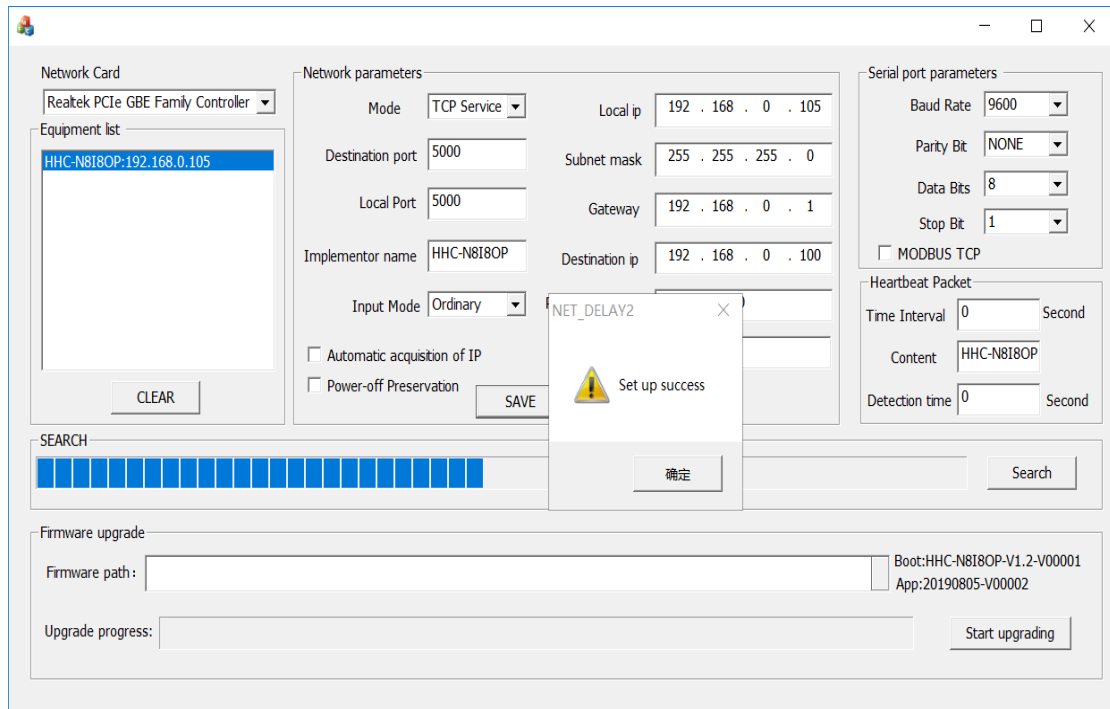 Network Card
Realtek PCIe GBE Family Controller
Equipment list
HHC-N8I8OP:192.168.0.105
CLEAR
Network parameters
Mode TCP Service
Destination port 5000
Local Port 5000
Implementor name HHC-N8I8OP
Input Mode Ordinary
Automatic acquisition of IP
Power-off Preservation
SAVE
Local ip 192 . 168 . 0 . 105
Subnet mask 255 . 255 . 255 . 0
Gateway 192 . 168 . 0 . 1
Destination ip 192 . 168 . 0 . 100
NET_DELAY2
Set up success
确定
Serial port parameters
Baud Rate 9600
Parity Bit NONE
Data Bits 8
Stop Bit 1
MODBUS TCP
Heartbeat Packet
Time Interval 0 Second
Content HHC-N8I8OP
Detection time 0 Second
SEARCH
Search
Firmware upgrade
Firmware path:
Boot:HHC-N8I8OP-V1.2-V00001
App:20190805-V00002
Upgrade progress:
Start upgrading